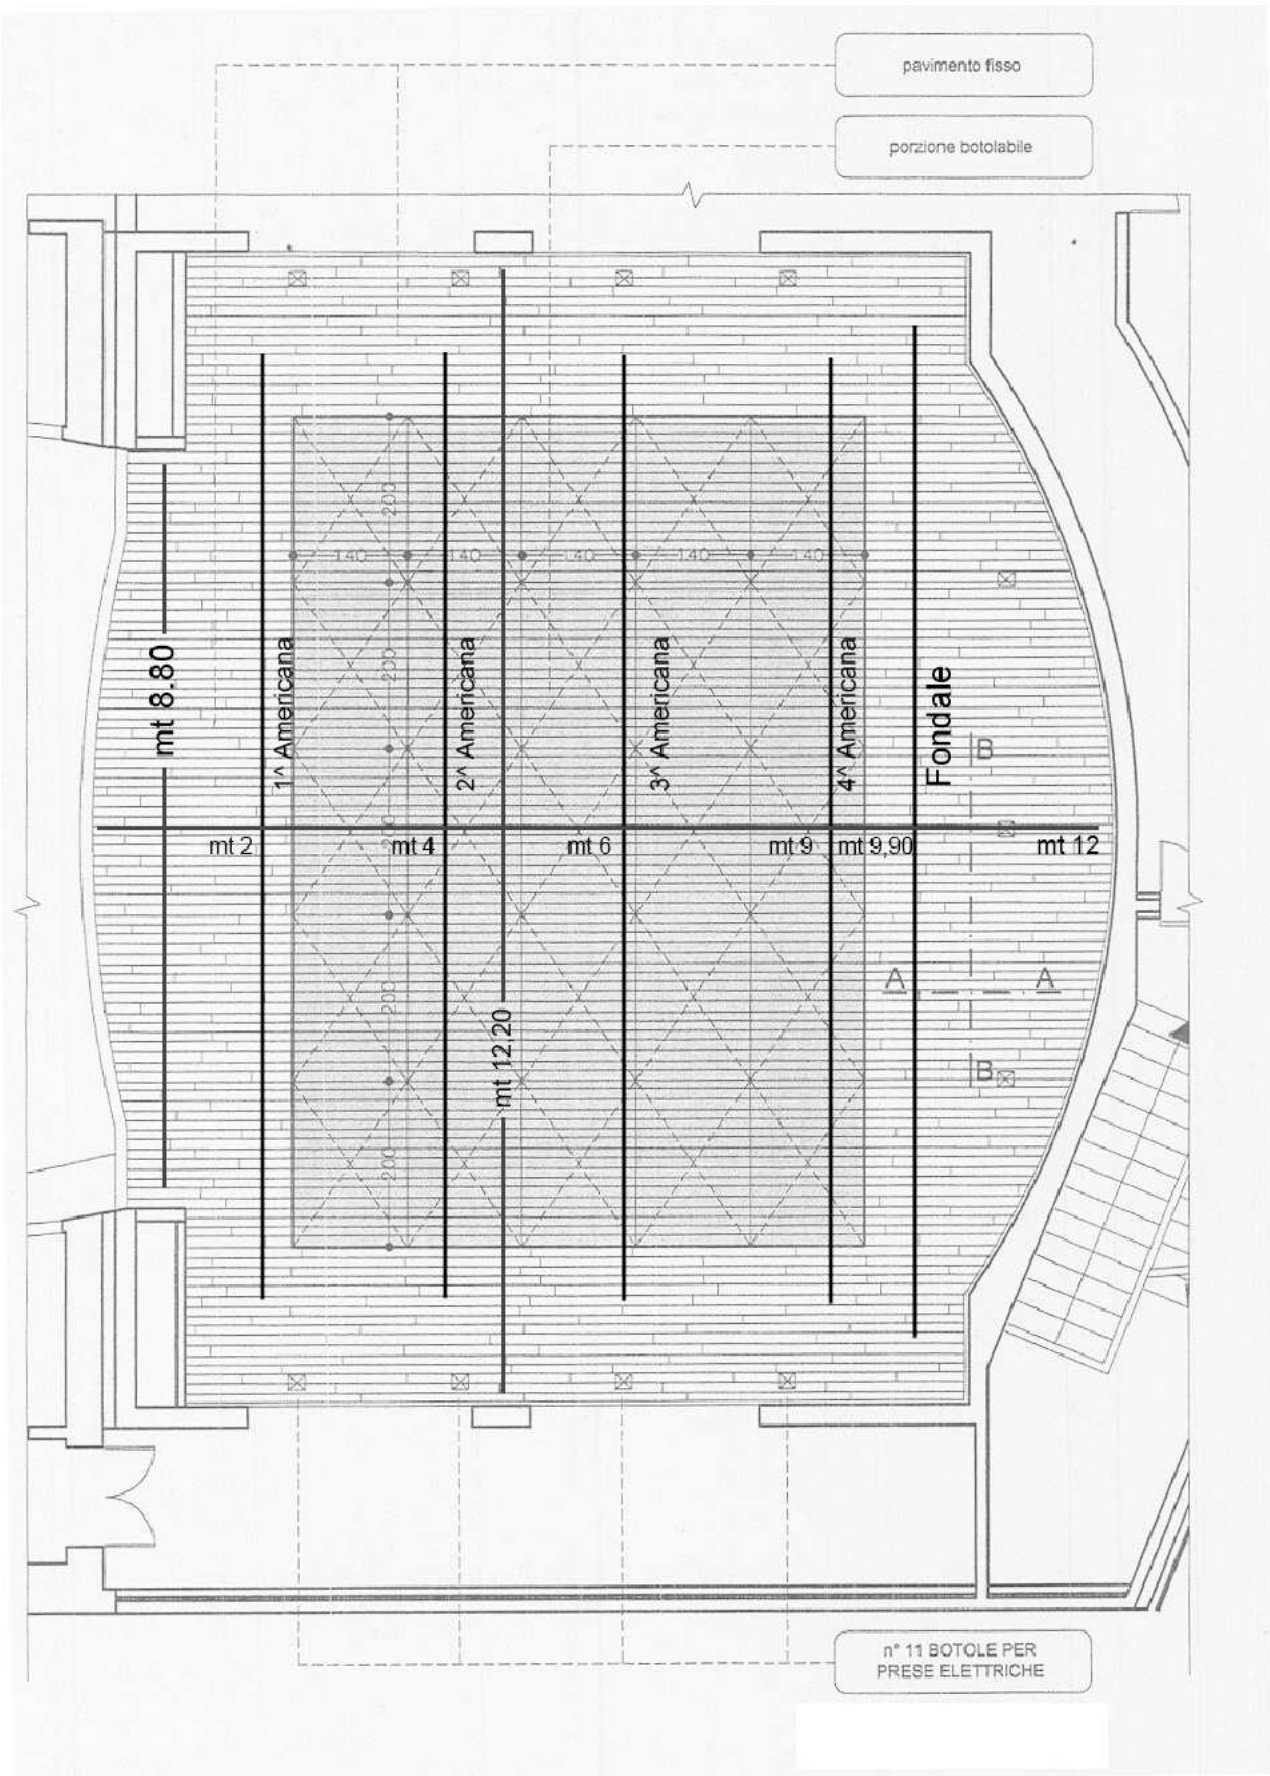 pavimento fisso
porzione botolabile
200
140 140 140 140 140
200
mt 8.80
1^ Americana
2^ Americana
3^ Americana
4^ Americana
Fondale
B
200
mt 2
mt 4
mt 6
mt 9
mt 9,90
mt 12
A A
200
mt 12,20
B
200
n° 11 BOTOLE PER
PRESE ELETTRICHE